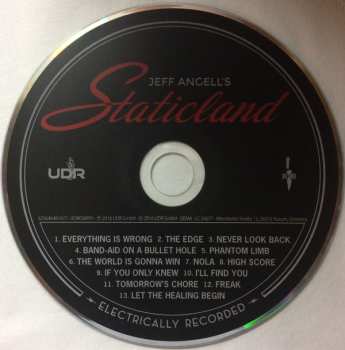 JEFF ANGELL'S
Staticland
UDR
1. EVERYTHING IS WRONG 2. THE EDGE 3. NEVER LOOK BACK
4. BAND-AID ON A BULLET HOLE 5. PHANTOM LIMB
6. THE WORLD IS GONNA WIN 7. NOLA 8. HIGH SCORE
9. IF YOU ONLY KNEW 10. I'LL FIND YOU
11. TOMORROW'S CHORE 12. FREAK
13. LET THE HEALING BEGIN
ELECTRICALLY RECORDED